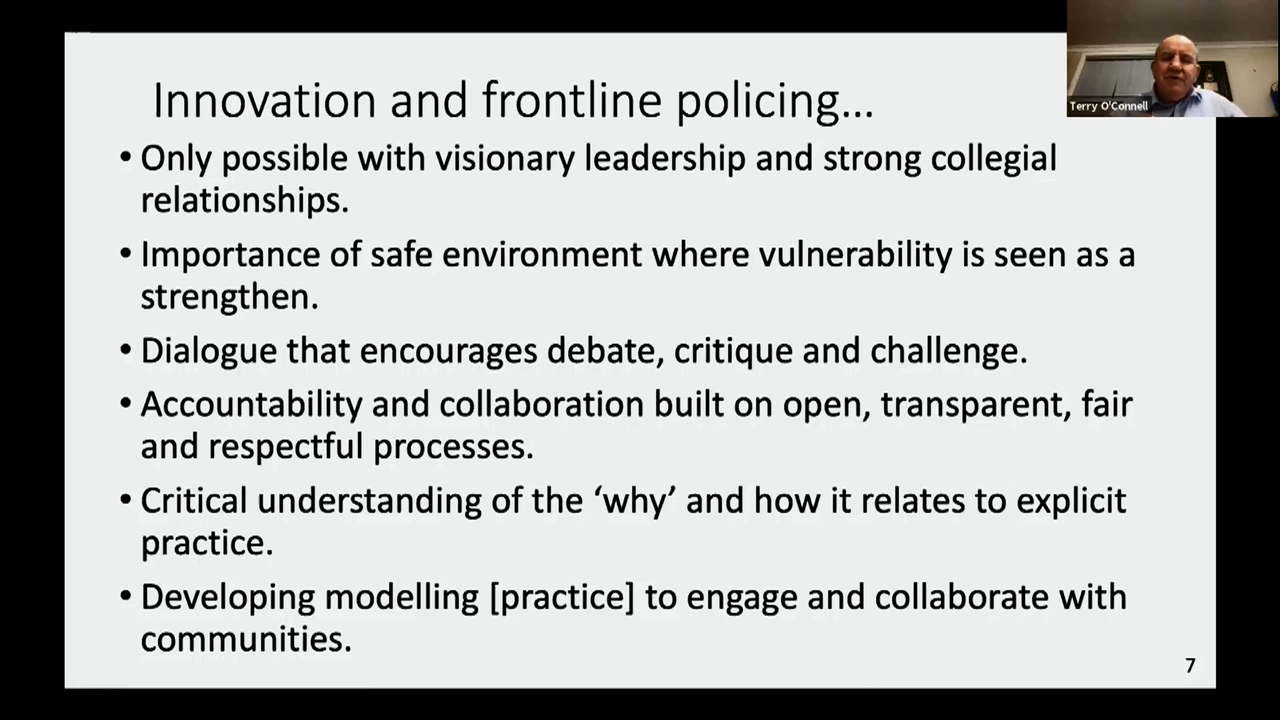 Innovation and frontline policing...
Terry O'Connell
• Only possible with visionary leadership and strong collegial
relationships.
• Importance of safe environment where vulnerability is seen as a
strengthen.
• Dialogue that encourages debate, critique and challenge.
• Accountability and collaboration built on open, transparent, fair
and respectful processes.
• Critical understanding of the ‘why’ and how it relates to explicit
practice.
• Developing modelling [practice] to engage and collaborate with
communities.
7